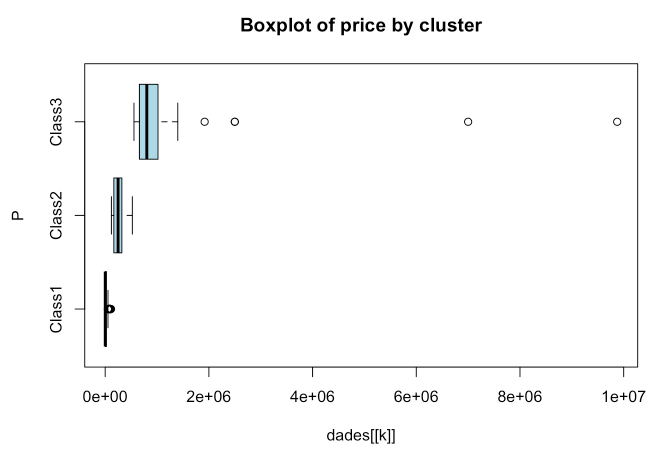 Boxplot of price by cluster
Class3
Class2
Class1
P
0e+00 2e+06 4e+06 6e+06 8e+06 1e+07
dades[[k]]